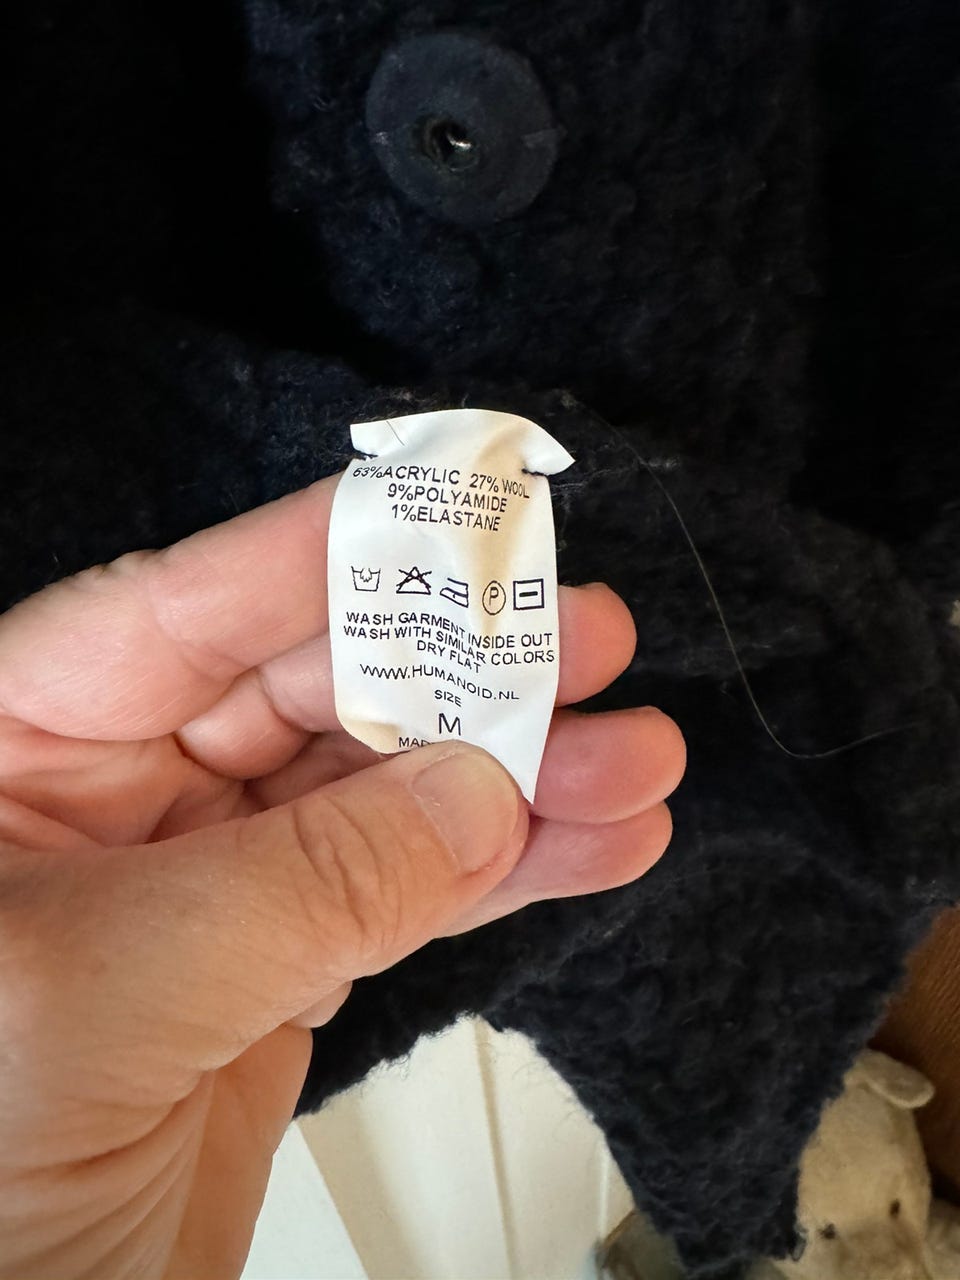 63%ACRYLIC 27% WOOL
9%POLYAMIDE
1%ELASTANE
P
WASH GARMENT INSIDE OUT
WASH WITH SIMILAR COLORS
DRY FLAT
WWW.HUMANOID.NL
SIZE
M